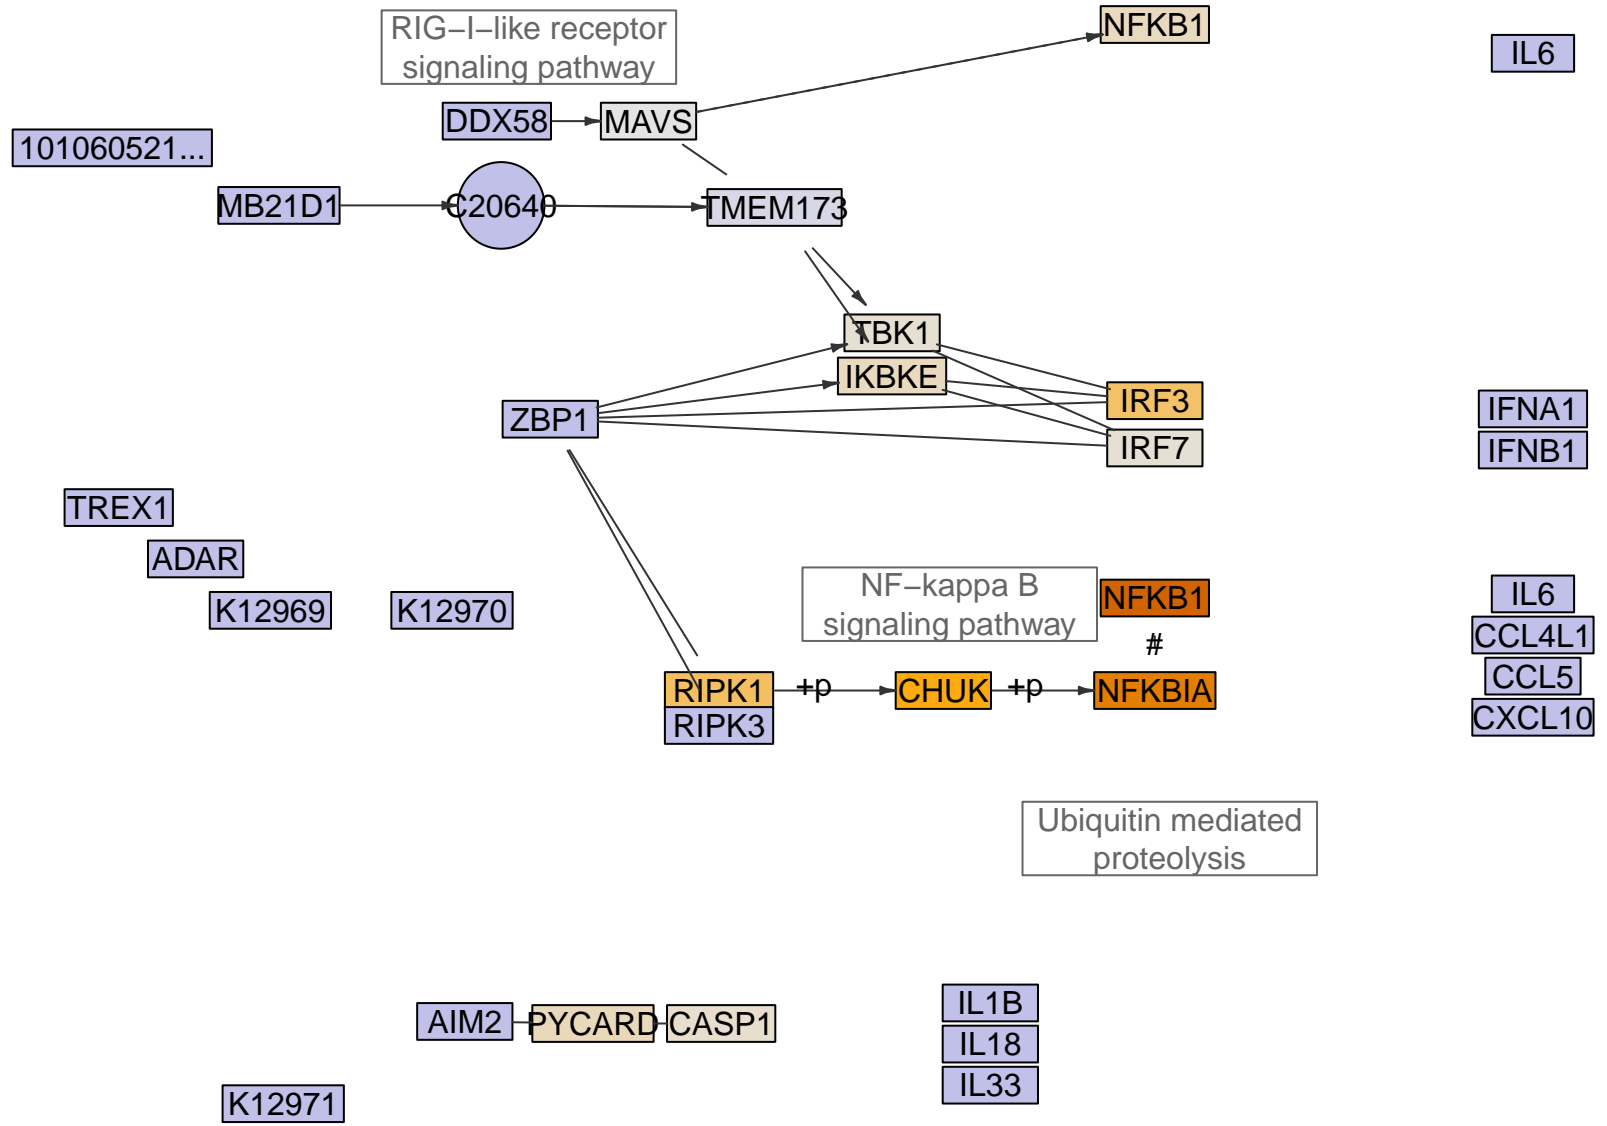 RIG−I−like receptor
signaling pathway
NFKB1
IL6
DDX58
MAVS
101060521...
MB21D1
C20640
TMEM173
TBK1
IKBKE
IRF3
ZBP1
IFNA1
IRF7
IFNB1
TREX1
ADAR
NF−kappa B
signaling pathway
NFKB1
IL6
K12969
K12970
#
CCL4L1
RIPK1
+p
CHUK
+p
NFKBIA
CCL5
RIPK3
CXCL10
Ubiquitin mediated
proteolysis
IL1B
AIM2
PYCARD
CASP1
IL18
IL33
K12971